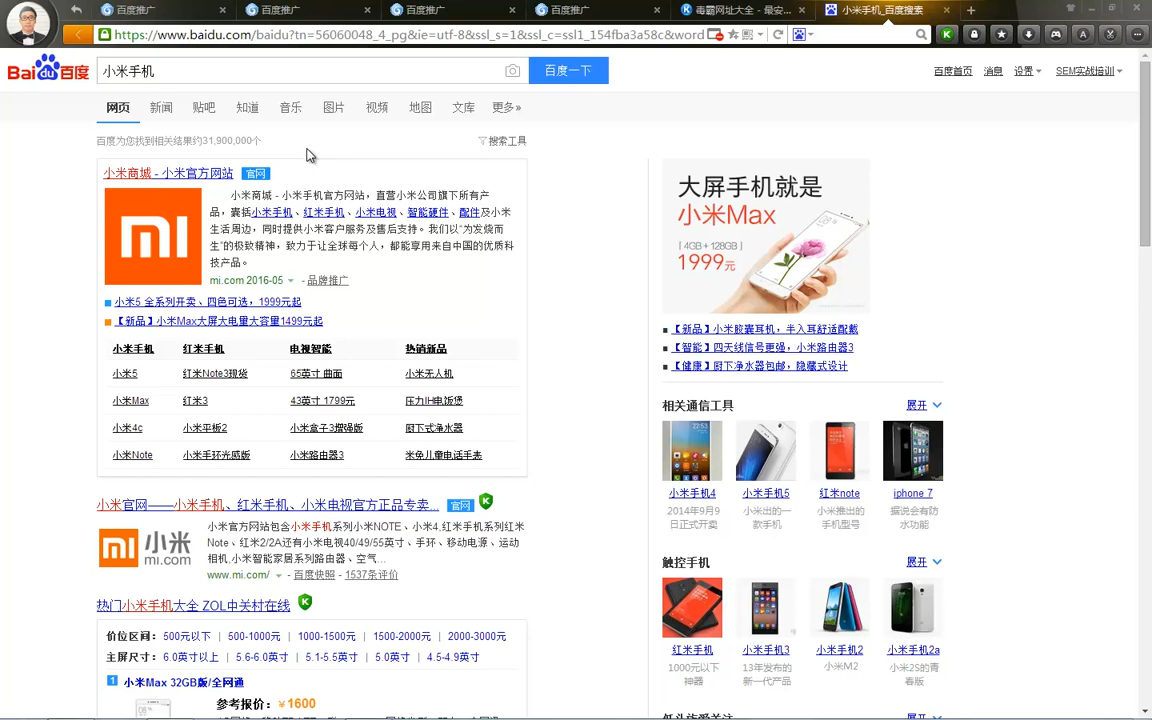 百度推广
百度推广
百度推广
百度推广
毒霸网址大全 - 最安...
小米手机_百度搜索
https://www.baidu.com/baidu?tn=56060048_4_pg&ie=utf-8&ssl_s=1&ssl_c=ssl1_154fba3a58c&word
Baidu百度
小米手机
百度一下
百度首页
消息
设置
SEM实战培训
网页
新闻
贴吧
知道
音乐
图片
视频
地图
文库
更多»
百度为您找到相关结果约31,900,000个
搜索工具
小米商城 - 小米官方网站 官网
mi
小米商城 - 小米手机官方网站，直营小米公司旗下所有产
品，囊括小米手机、红米手机、小米电视、智能硬件、配件及小米
生活周边，同时提供小米客户服务及售后支持。我们以“为发烧而
生”的极致精神，致力于让全球每个人，都能享用来自中国的优质科
技产品。
mi.com 2016-05 - 品牌推广
小米5 全系列开卖、四色可选，1999元起
【新品】小米Max大屏大电量大容量1499元起
小米手机 红米手机 电视智能 热销新品
小米5 红米Note3现货 65英寸 曲面 小米无人机
小米Max 红米3 43英寸 1799元 压力IH电饭煲
小米4c 小米平板2 小米盒子3增强版 厨下式净水器
小米Note 小米手环光感版 小米路由器3 米兔儿童电话手表
小米官网——小米手机、红米手机、小米电视官方正品专卖... 官网
mi 小米
mi.com
小米官网站包含小米手机系列小米NOTE、小米4,红米手机系列红米
Note、红米2/2A还有小米电视40/49/55英寸、手环、移动电源、运动
相机,小米智能家居系列路由器、空气...
www.mi.com/ - 百度快照 - 1537条评价
热门小米手机大全 ZOL中关村在线
价位区间： 500元以下 | 500-1000元 | 1000-1500元 | 1500-2000元 | 2000-3000元
主屏尺寸： 6.0英寸以上 | 5.6-6.0英寸 | 5.1-5.5英寸 | 5.0英寸 | 4.5-4.9英寸
1 小米Max 32GB版/全网通
参考报价：￥1600
大屏手机就是
小米Max
「4GB + 128GB」
1999元
【新品】小米胶囊耳机，半入耳舒适配戴
【智能】四天线信号更强，小米路由器3
【健康】厨下净水器包邮，隐藏式设计
相关通信工具 展开
小米手机4 小米手机5 红米note iphone 7
2014年9月9 小米出的一 小米推出的 据说会有防
日正式开卖 款手机 手机型号 水功能
触控手机 展开
红米手机 小米手机3 小米手机2 小米手机2a
1000元以下 13年发布的 小米M2 小米2S的青
神器 新一代产品 春版
展开